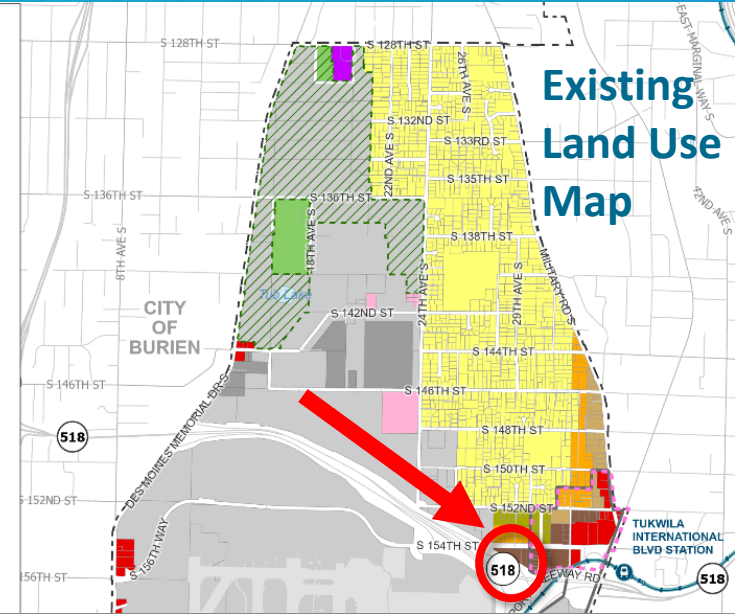 Existing
Land Use
Map
S 128TH ST
S 128TH ST
EAST MARGINAL WAY S
26TH AVE S
S 132ND ST
S 133RD ST
22ND AVE S
S 135TH ST
S 136TH ST
S 136TH ST
42ND AVE S
18TH AVE S
8TH AVE S
S 138TH ST
MILITARY RD S
24TH AVE S
29TH AVE S
Tub Lake
CITY
OF
BURIEN
S 142ND ST
S 144TH ST
S 146TH ST
S 146TH ST
DES MOINES MEMORIAL DR S
518
S 148TH ST
S 150TH ST
S 152ND ST
S 152ND ST
TUKWILA
INTERNATIONAL
BLVD STATION
S 154TH ST
S 156TH WAY
518
EEWAY RD
518
156TH ST